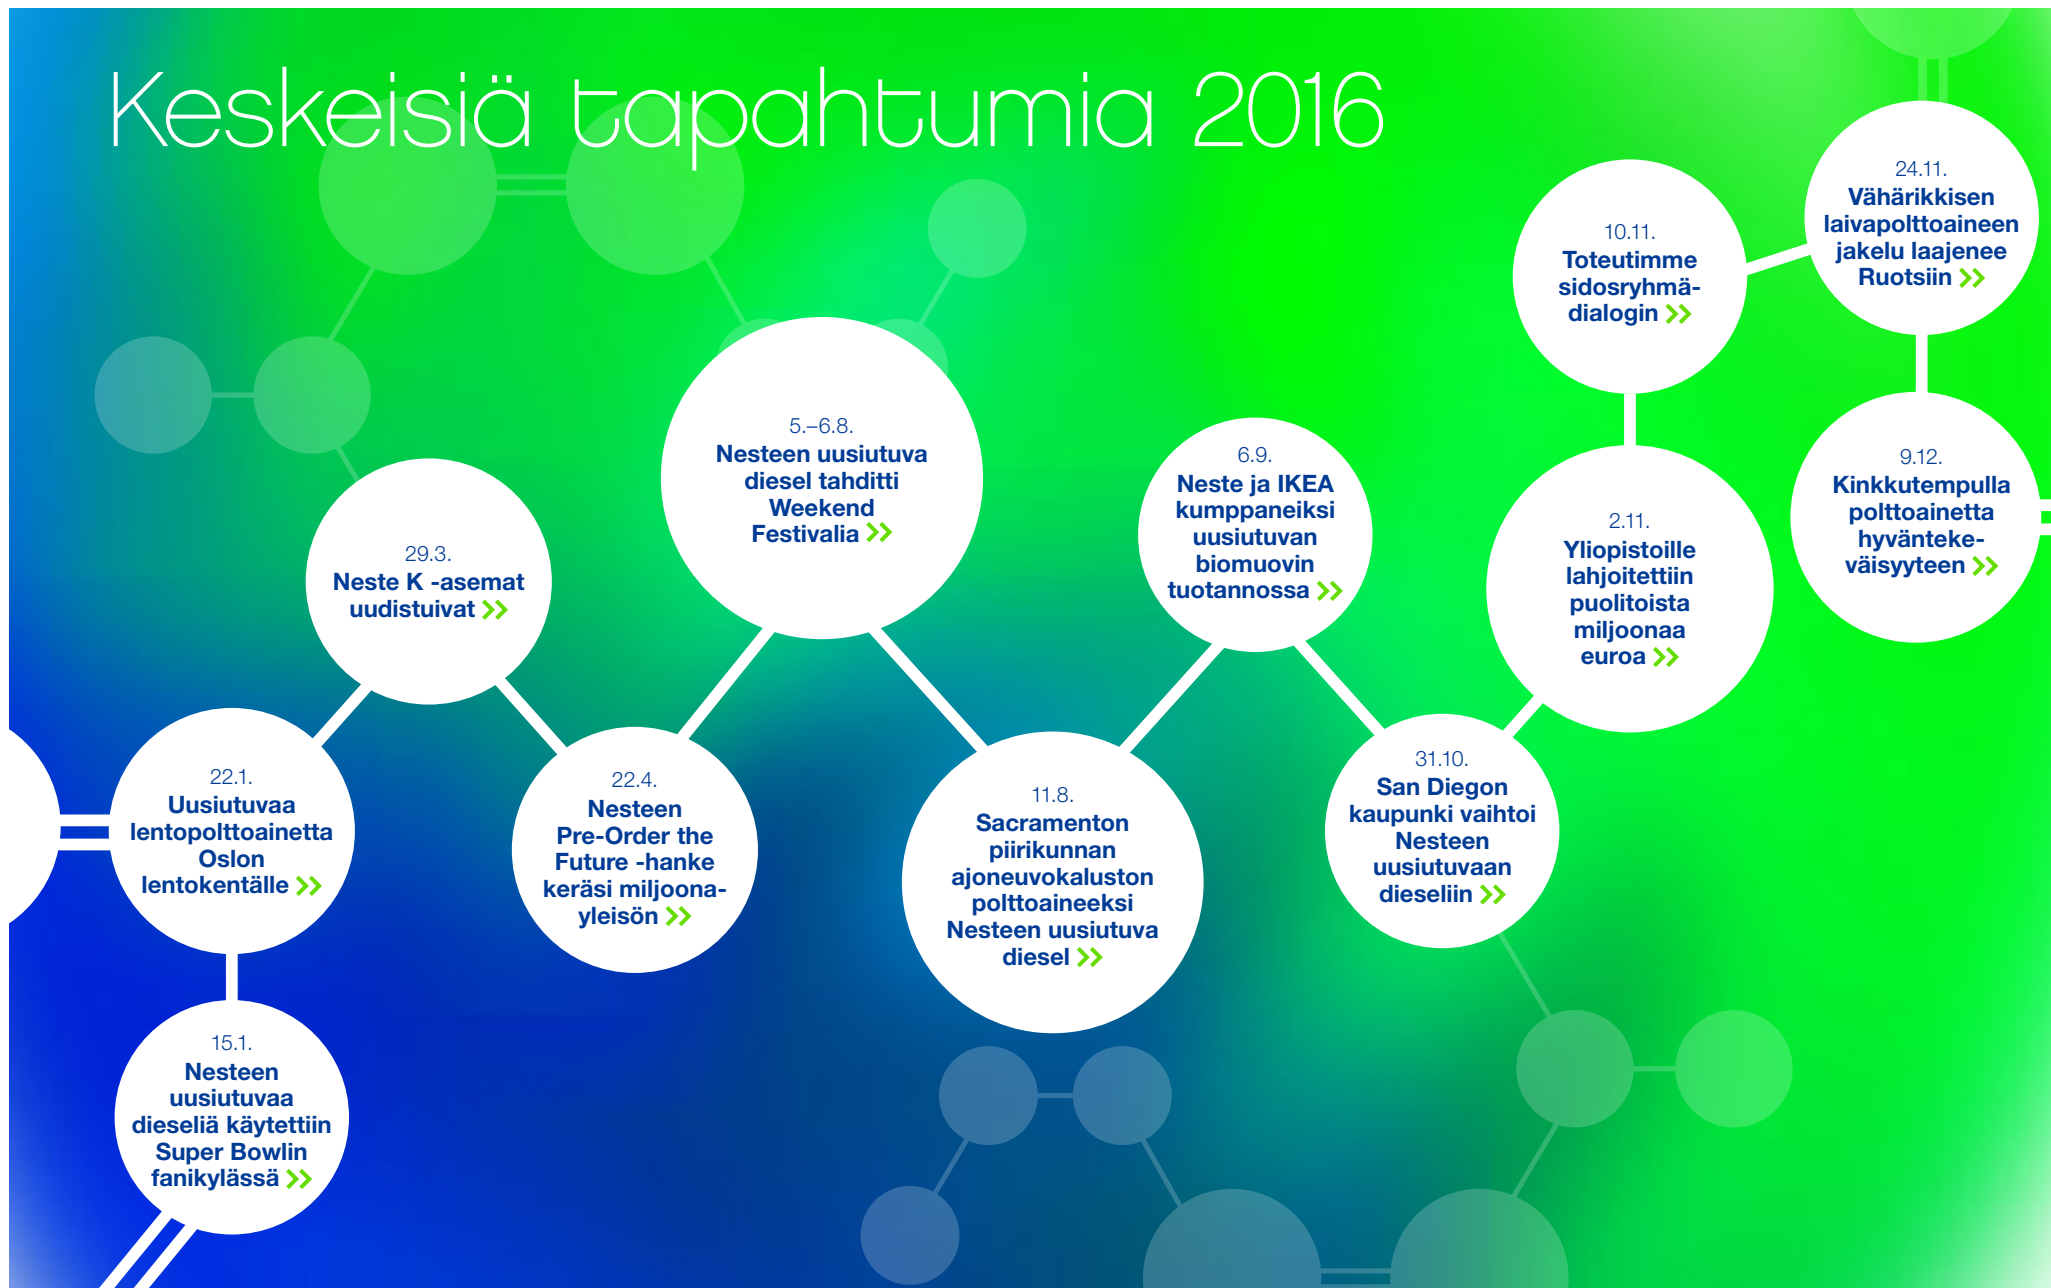 Keskeisiä tapahtumia 2016
15.1.
Nesteen
uusiutuvaa
dieseliä käytettiin
Super Bowlin
fanikylässä
22.1.
Uusiutuvaa
lentopolttoainetta
Oslon
lentokentälle
29.3.
Neste K -asemat
uudistuivat
22.4.
Nesteen
Pre-Order the
Future -hanke
keräsi miljoona-
yleisön
5.–6.8.
Nesteen uusiutuva
diesel tahditti
Weekend
Festivalia
11.8.
Sacramenton
piirikunnan
ajoneuvokaluston
polttoaineeksi
Nesteen uusiutuva
diesel
6.9.
Neste ja IKEA
kumppaneiksi
uusiutuvan
biomuovin
tuotannossa
31.10.
San Diegon
kaupunki vaihtoi
Nesteen
uusiutuvaan
dieseliin
2.11.
Yliopistoille
lahjoitettiin
puolitoista
miljoonaa
euroa
10.11.
Toteutimme
sidosryhmä-
dialogin
24.11.
Vähärikkisen
laivapolttoaineen
jakelu laajenee
Ruotsiin
9.12.
Kinkkutempulla
polttoainetta
hyvänteke-
väisyyteen